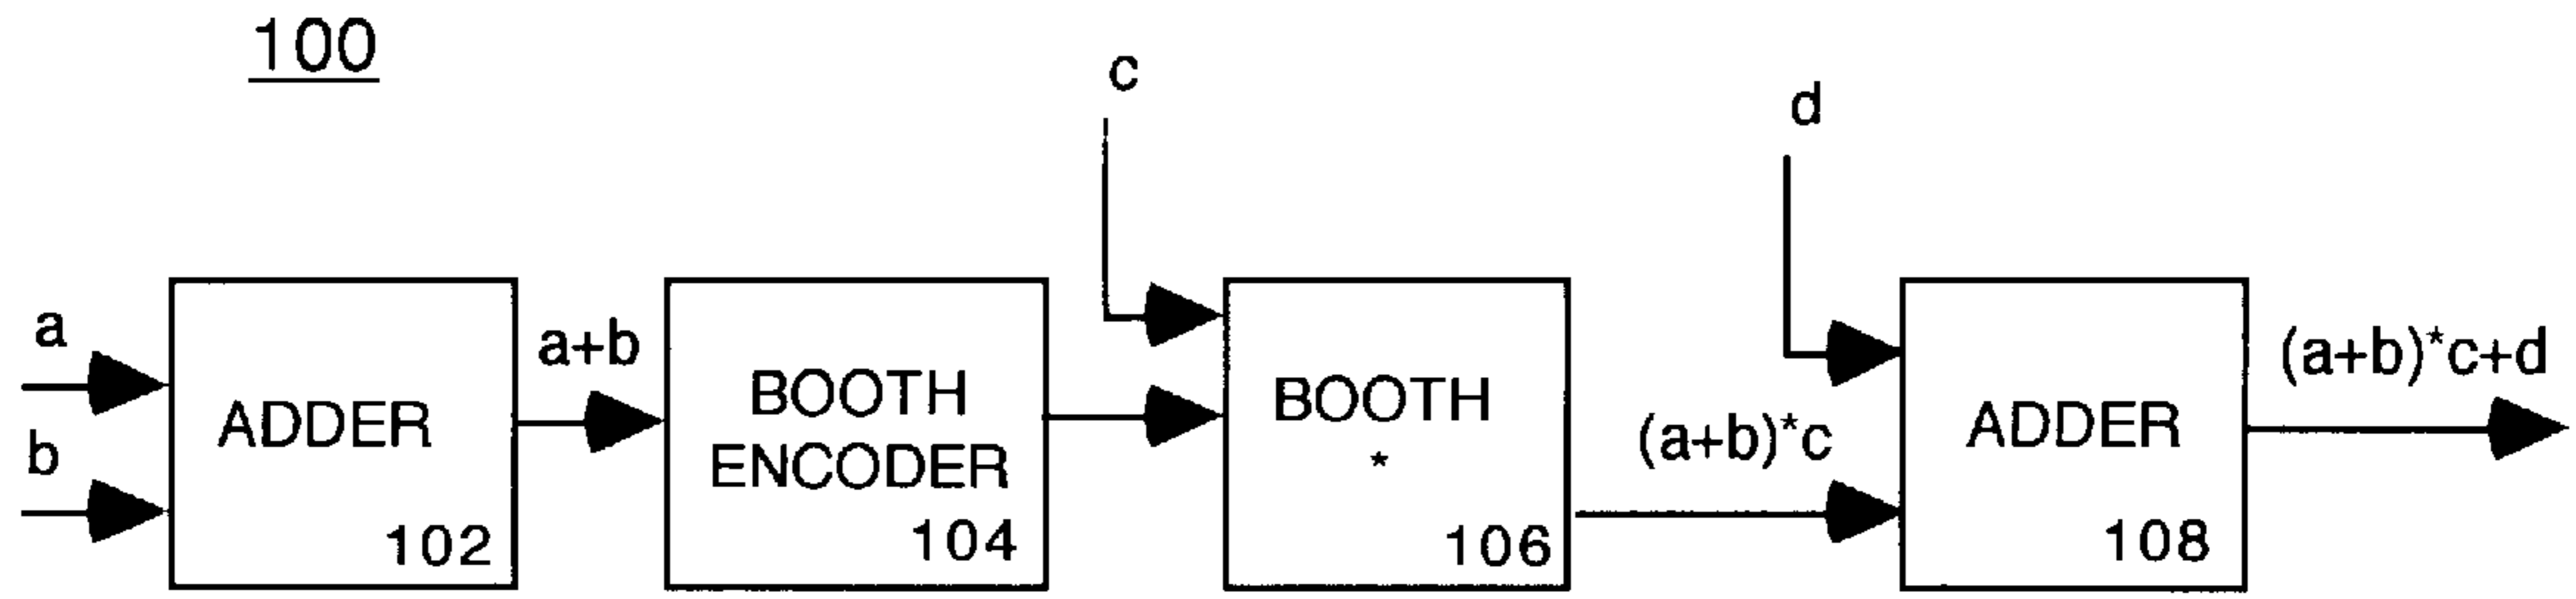 100
c
d
a
b
ADDER
102
a+b
BOOTH
ENCODER
104
BOOTH
*
106
(a+b)*c
ADDER
108
(a+b)*c+d